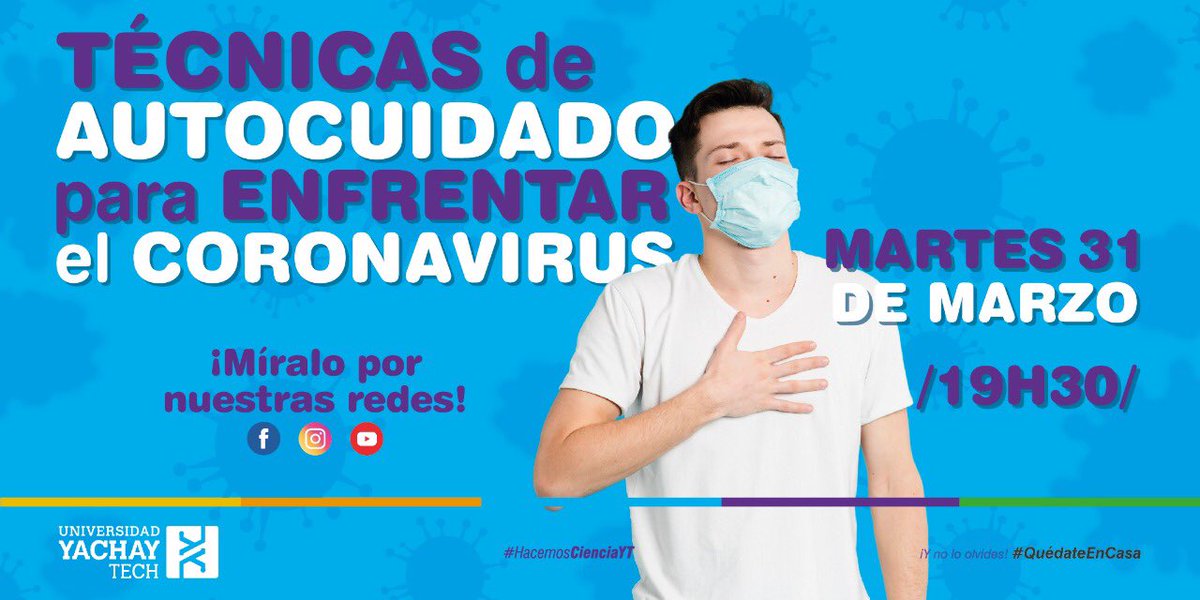 TÉCNICAS de
AUTOCUIDADO
para ENFRENTAR
el CORONAVIRUS
MARTES 31
DE MARZO
/19H30/
¡Míralo por
nuestras redes!
UNIVERSIDAD
YACHAY
TECH
#HacemosCienciaYT
¡Y no lo olvides! #QuédateEnCasa